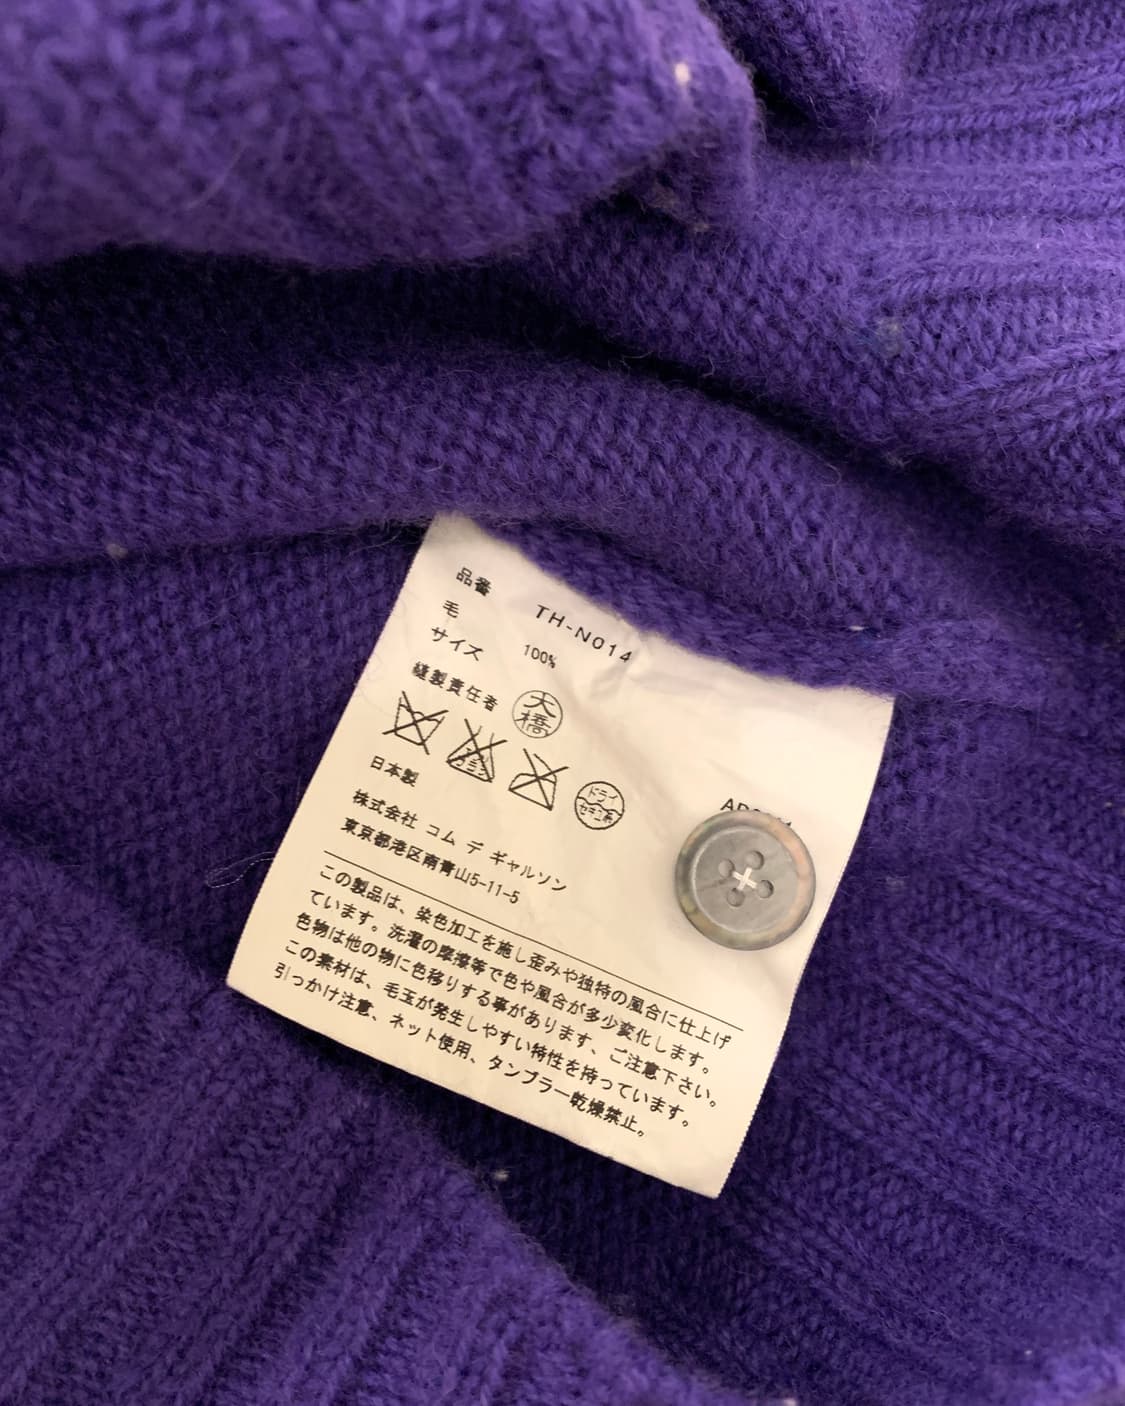 品番 TH-N014
毛 100%
サイズ
縫製責任者 大橋
ドライ
セキユ系
日本製
株式会社 コム デ ギャルソン
東京都港区南青山5-11-5
この製品は、染色加工を施し歪みや独特の風合に仕上げ
ています。洗濯の摩擦等で色や風合が多少変化します。
色物は他の物に色移りする事があります、ご注意下さい。
この素材は、毛玉が発生しやすい特性を持っています。
引っかけ注意、ネット使用、タンブラー乾燥禁止。